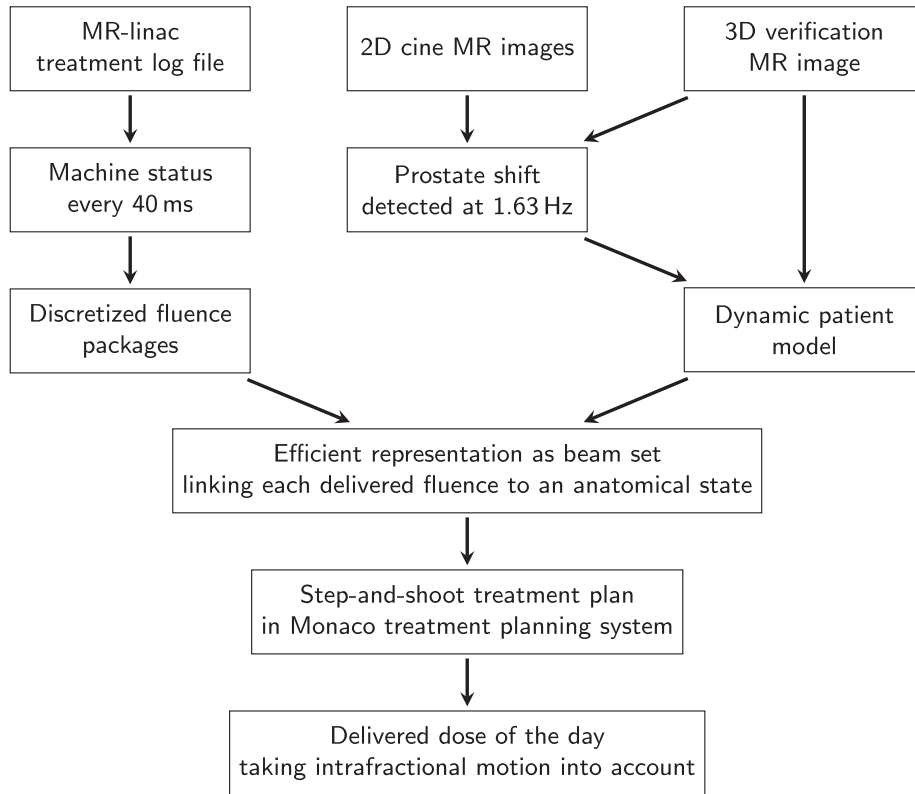 MR-linac
treatment log file
2D cine MR images
3D verification
MR image
Machine status
every 40 ms
Prostate shift
detected at 1.63 Hz
Discretized fluence
packages
Dynamic patient
model
Efficient representation as beam set
linking each delivered fluence to an anatomical state
Step-and-shoot treatment plan
in Monaco treatment planning system
Delivered dose of the day
taking intrafractional motion into account